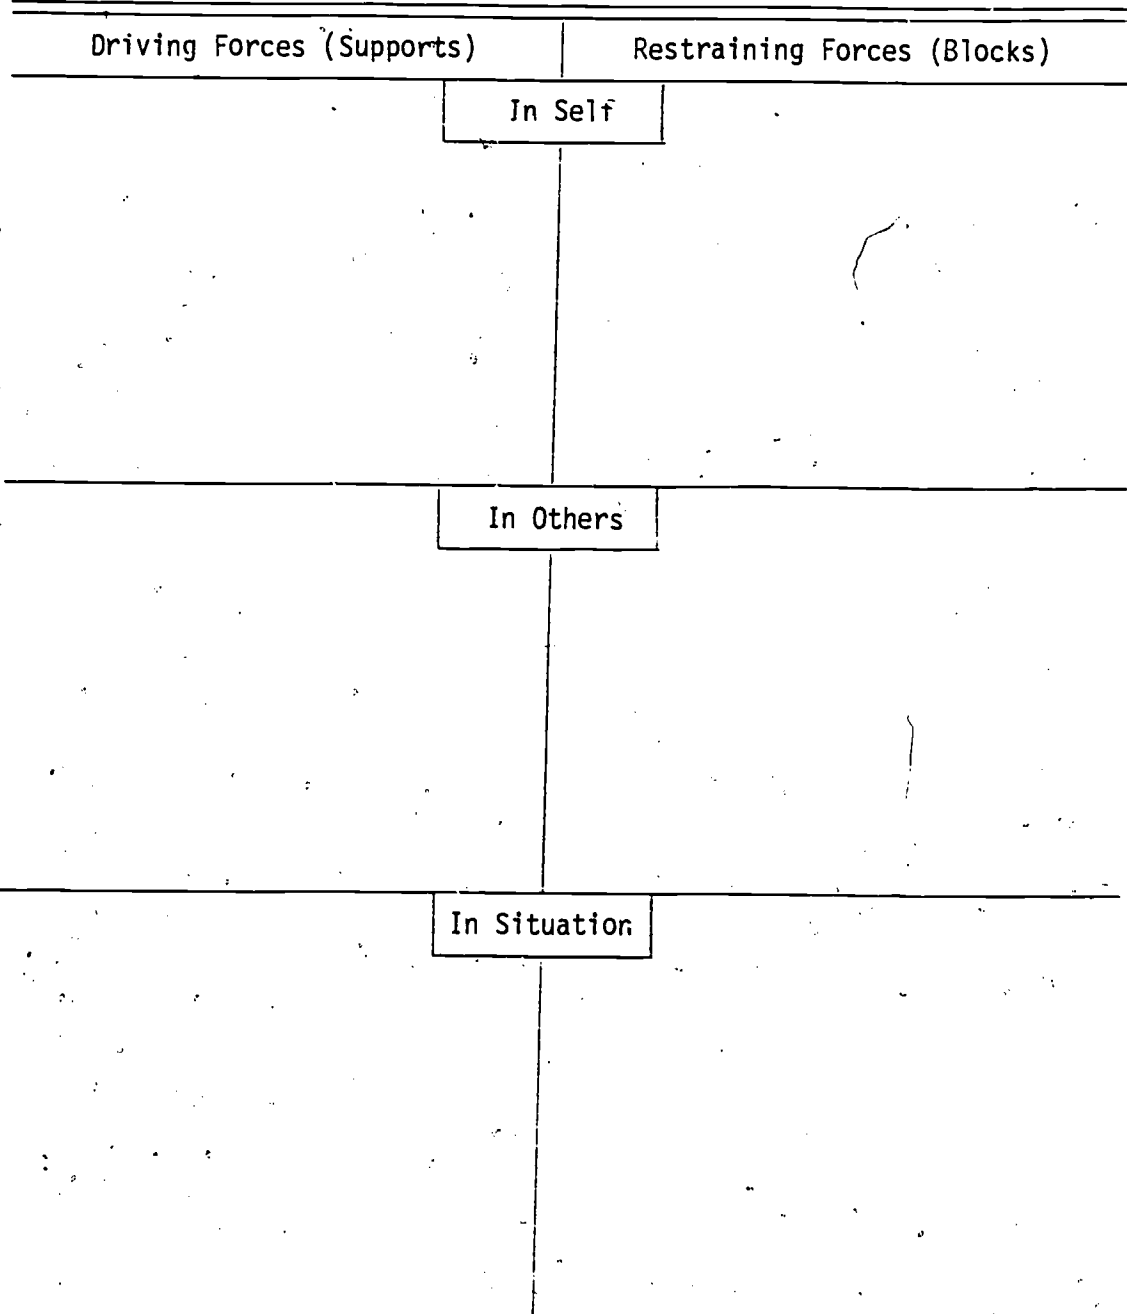 Driving Forces (Supports) Restraining Forces (Blocks)
In Self
In Others
In Situation